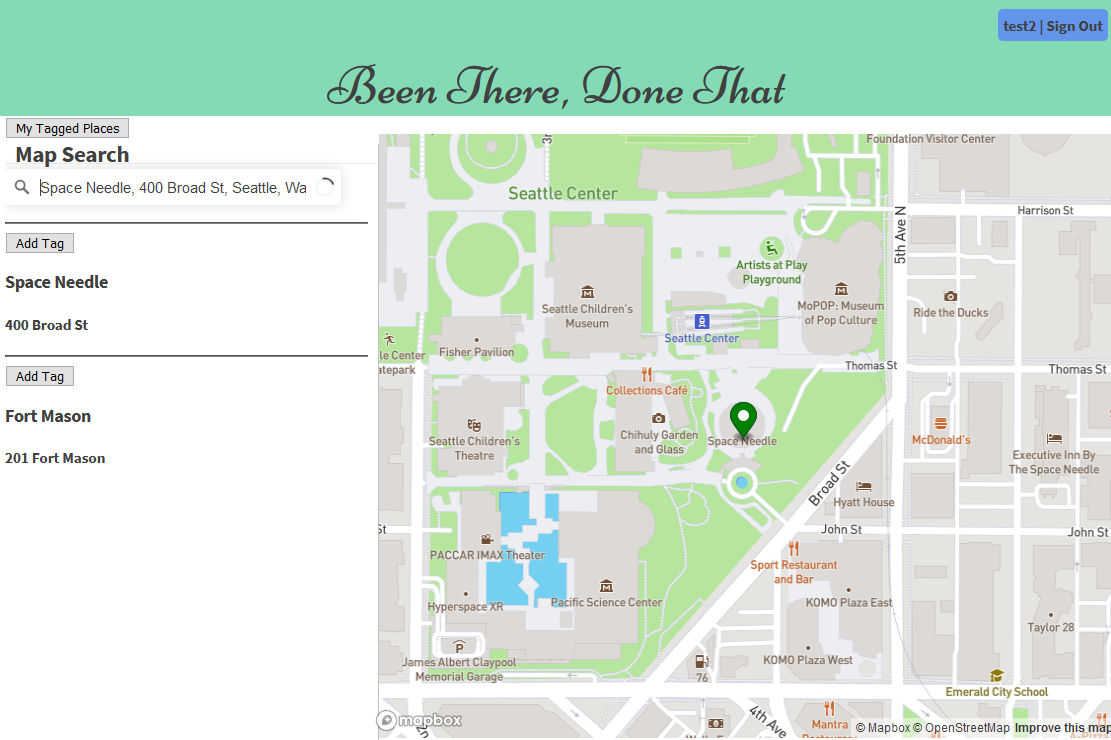 test2 | Sign Out
Been There, Done That
My Tagged Places
Map Search
Space Needle, 400 Broad St, Seattle, Wa
Add Tag
Space Needle
400 Broad St
Add Tag
Fort Mason
201 Fort Mason
Foundation Visitor Center
Seattle Center
Harrison St
5th Ave N
Artists at Play
Playground
Seattle Children's
Museum
MoPOP: Museum
of Pop Culture
Ride the Ducks
Seattle Center
Fisher Pavilion
le Center
atepark
Thomas St
Thomas St
Collections Café
Chihuly Garden
and Glass
Space Needle
Seattle Children's
Theatre
McDonald's
Executive Inn By
The Space Needle
Broad St
Hyatt House
St
John St
John St
PACCAR IMAX Theater
Sport Restaurant
and Bar
Hyperspace XR
Pacific Science Center
KOMO Plaza East
Taylor 28
P
James Albert Claypool
Memorial Garage
KOMO Plaza West
76
Emerald City School
mapbox
4th Ave
Mantra
© Mapbox © OpenStreetMap Improve this map